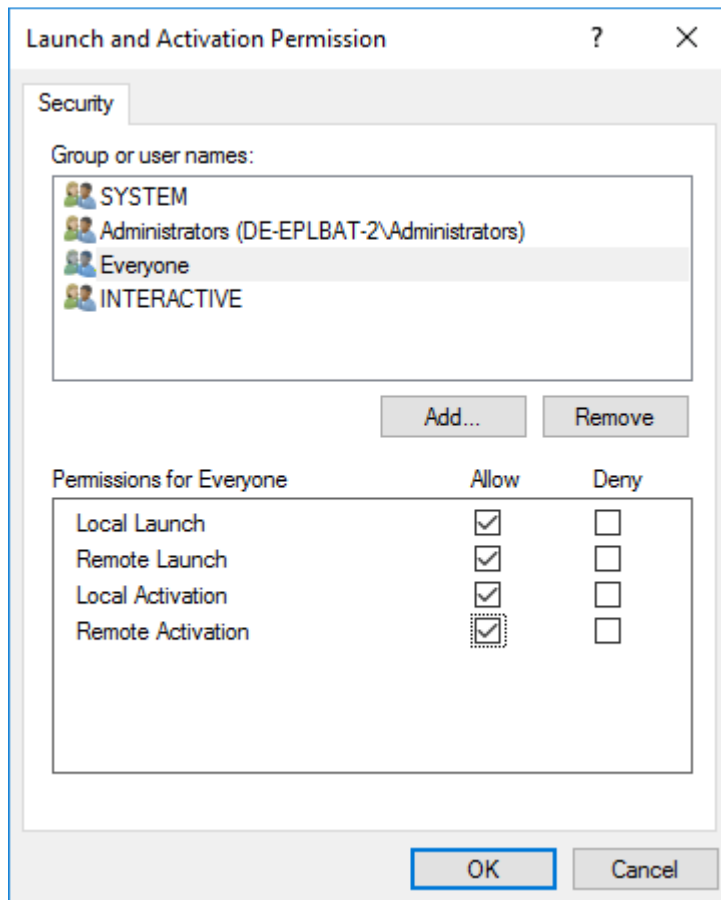 Launch and Activation Permission ?
Security
Group or user names:
SYSTEM
Administrators (DE-EPLBAT-2\Administrators)
Everyone
INTERACTIVE
Add... Remove
Permissions for Everyone Allow Deny
Local Launch
Remote Launch
Local Activation
Remote Activation
OK Cancel